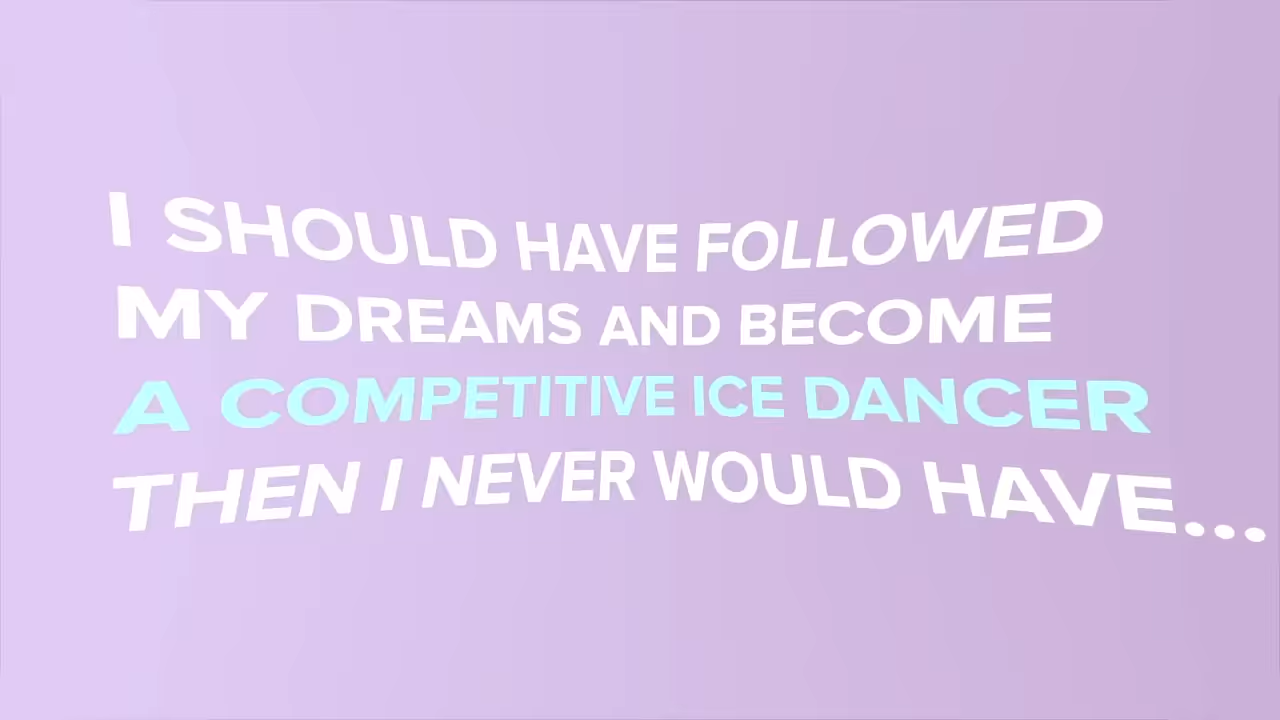 I SHOULD HAVE FOLLOWED
MY DREAMS AND BECOME
A COMPETITIVE ICE DANCER
THEN I NEVER WOULD HAVE...